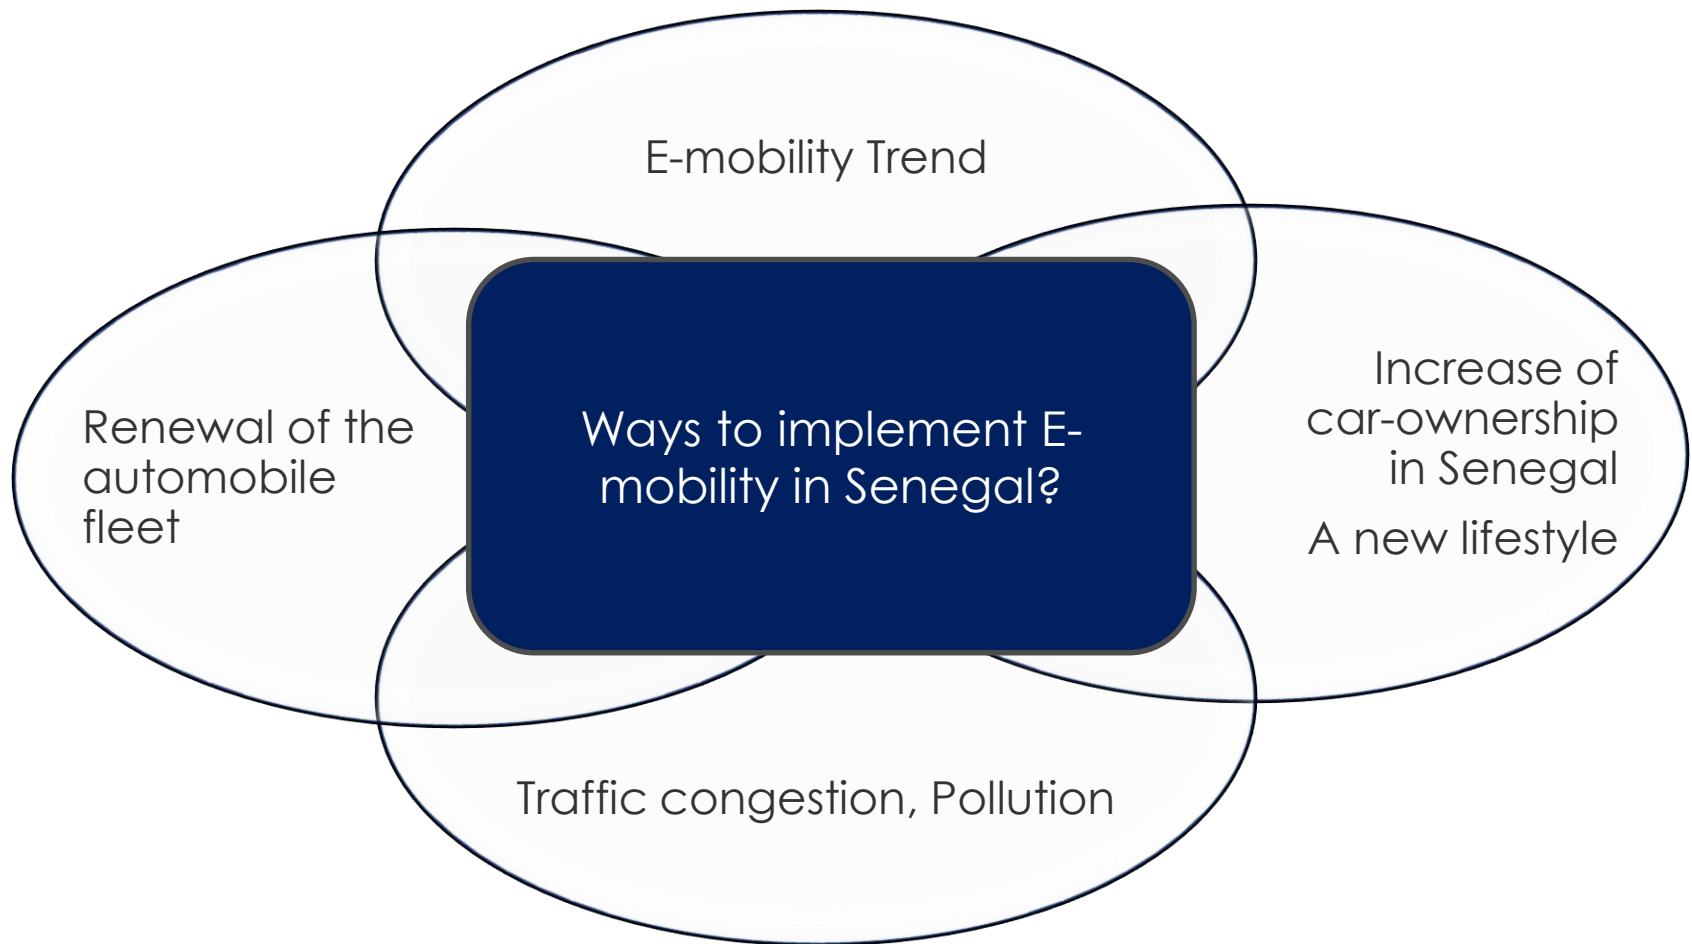 E-mobility Trend
Renewal of the
automobile
fleet
Ways to implement E-
mobility in Senegal?
Increase of
car-ownership
in Senegal
A new lifestyle
Traffic congestion, Pollution